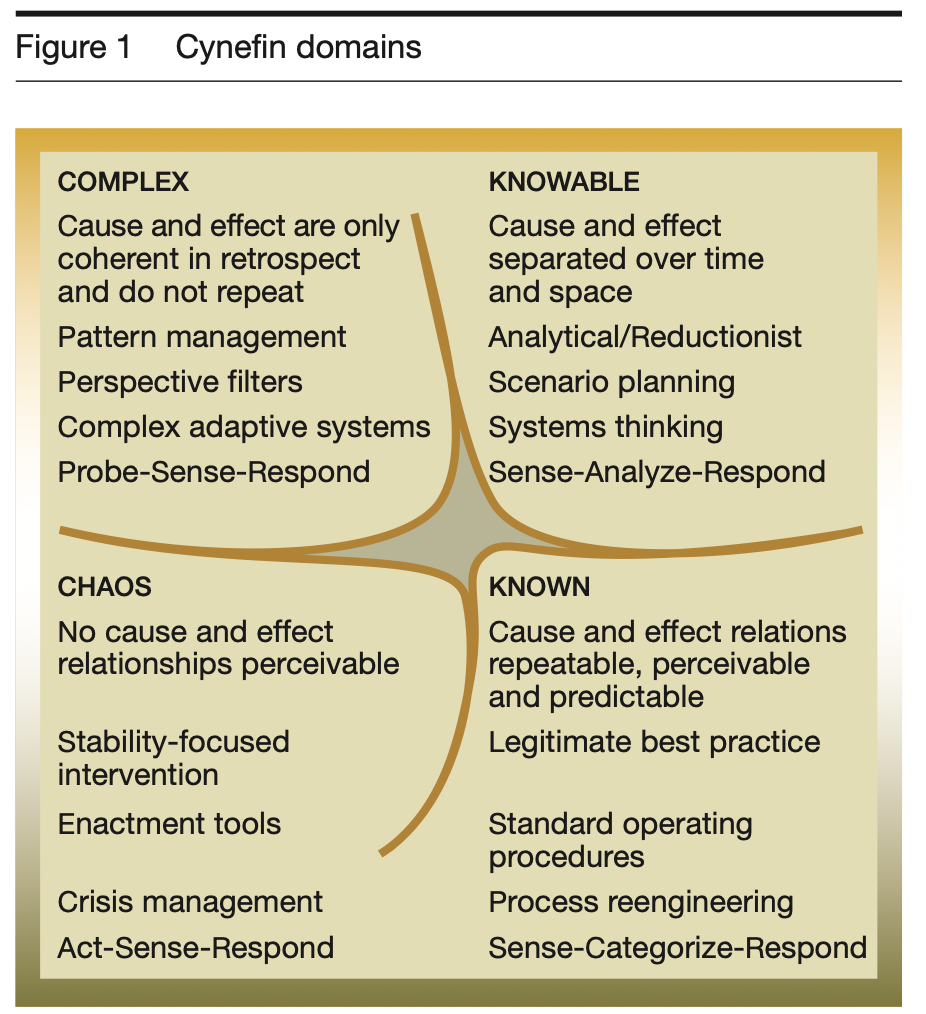 Figure 1 Cynefin domains
COMPLEX
Cause and effect are only
coherent in retrospect
and do not repeat
Pattern management
Perspective filters
Complex adaptive systems
Probe-Sense-Respond
KNOWABLE
Cause and effect
separated over time
and space
Analytical/Reductionist
Scenario planning
Systems thinking
Sense-Analyze-Respond
CHAOS
No cause and effect
relationships perceivable
Stability-focused
intervention
Enactment tools
Crisis management
Act-Sense-Respond
KNOWN
Cause and effect relations
repeatable, perceivable
and predictable
Legitimate best practice
Standard operating
procedures
Process reengineering
Sense-Categorize-Respond